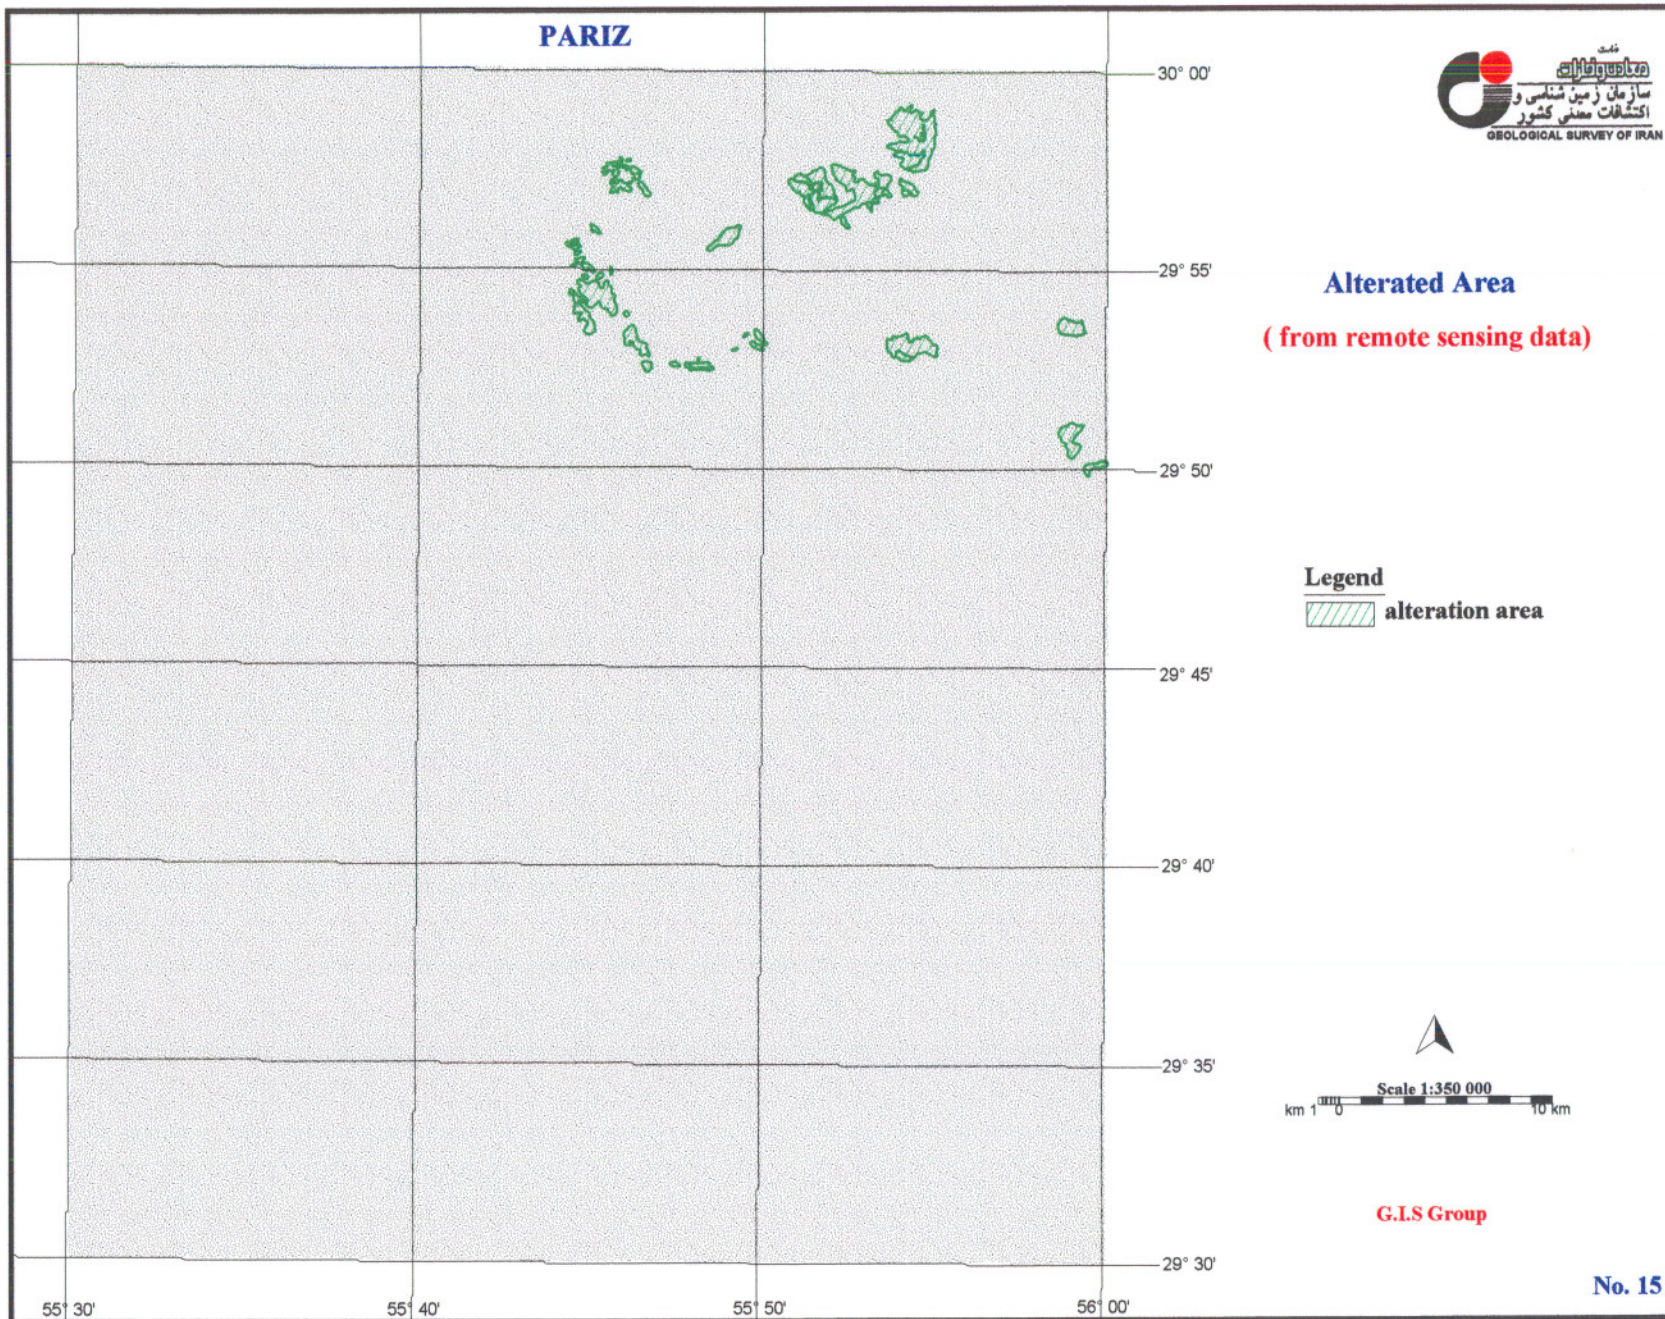 PARIZ
سازمان زمین شناسی و
اکتشافات معدنی کشور
GEOLOGICAL SURVEY OF IRAN
Alterated Area
( from remote sensing data)
Legend
alteration area
30° 00'
29° 55'
29° 50'
29° 45'
29° 40'
29° 35'
29° 30'
55° 30'
55° 40'
55° 50'
56° 00'
Scale 1:350 000
km 1 0 10 km
G.I.S Group
No. 15